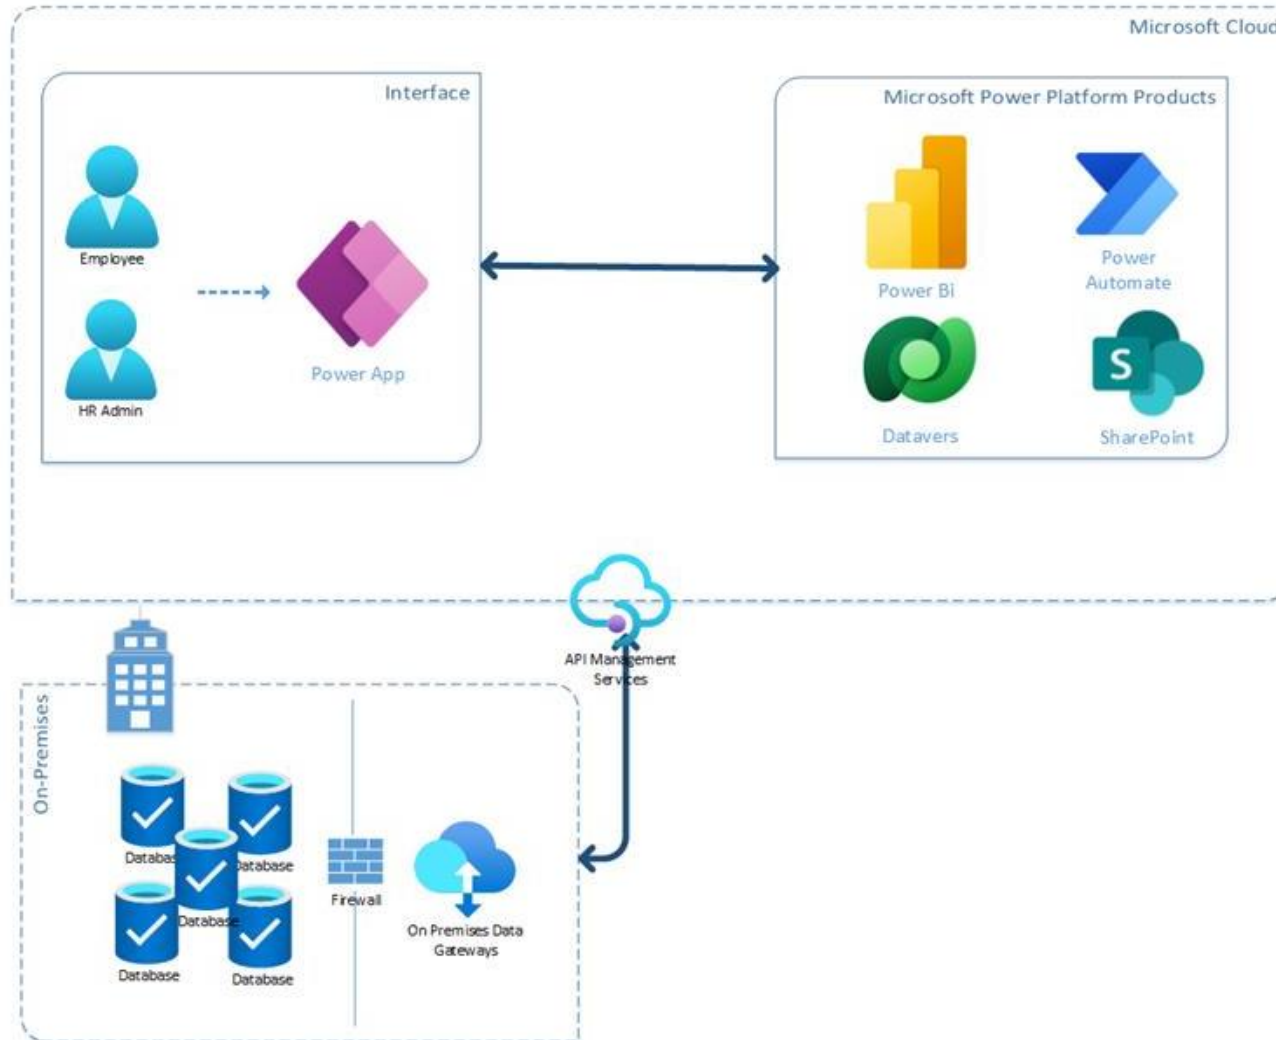 Microsoft Cloud
Interface
Employee
HR Admin
Power App
Microsoft Power Platform Products
Power Bi
Power
Automate
Datavers
S
SharePoint
API Management
Services
On-Premises
Database
Database
Database
Database
Database
Firewall
On Premises Data
Gateways